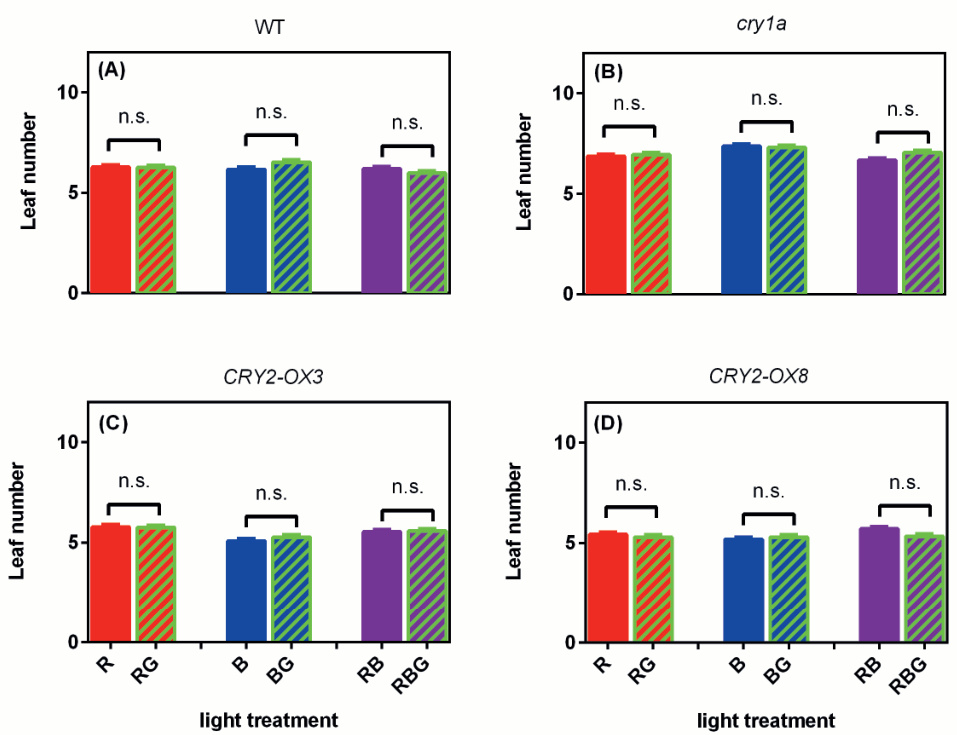 WT
(A)
n.s.
n.s.
n.s.
10
5
0
Leaf number
cry1a
(B)
n.s.
n.s.
n.s.
10
5
0
Leaf number
CRY2-OX3
(C)
n.s.
n.s.
n.s.
10
5
0
Leaf number
R RG B BG RB RBG
light treatment
CRY2-OX8
(D)
n.s.
n.s.
n.s.
10
5
0
Leaf number
R RG B BG RB RBG
light treatment